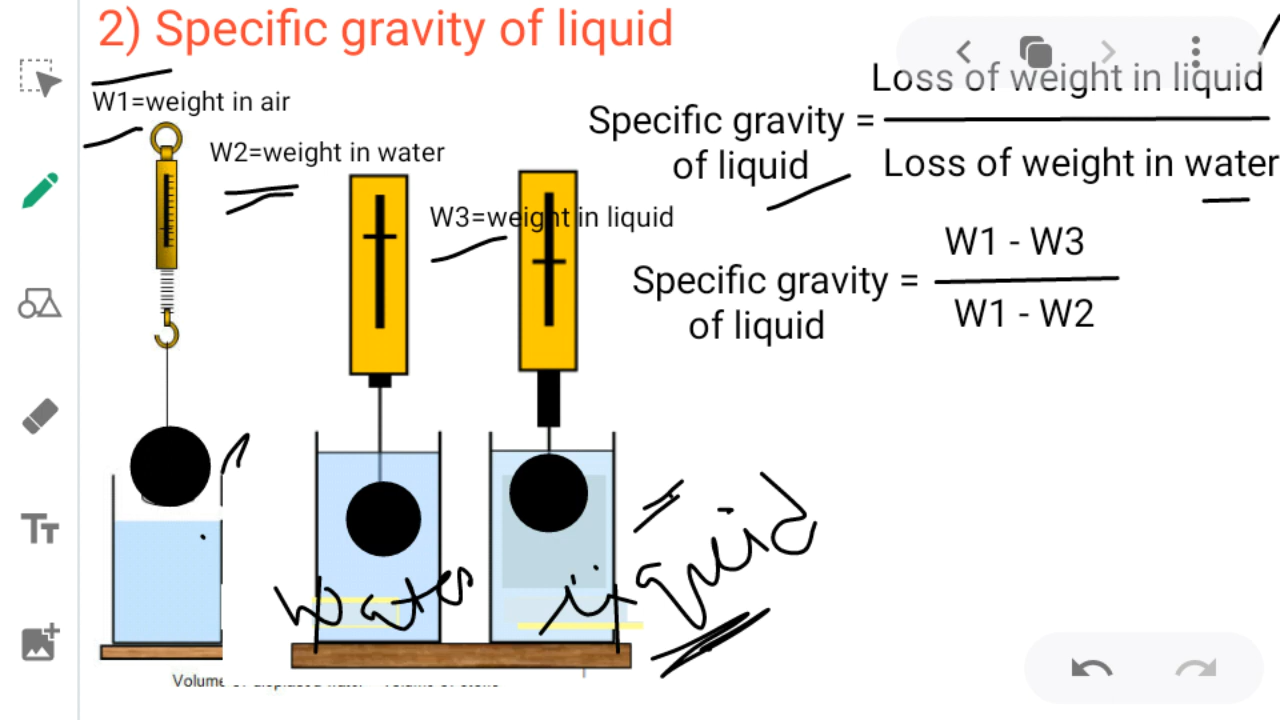 2) Specific gravity of liquid
W1=weight in air
W2=weight in water
W3=weight in liquid
Specific gravity of liquid = Loss of weight in liquid
Loss of weight in water
Specific gravity of liquid = W1 - W3
W1 - W2
Water
liquid
Volume
TT